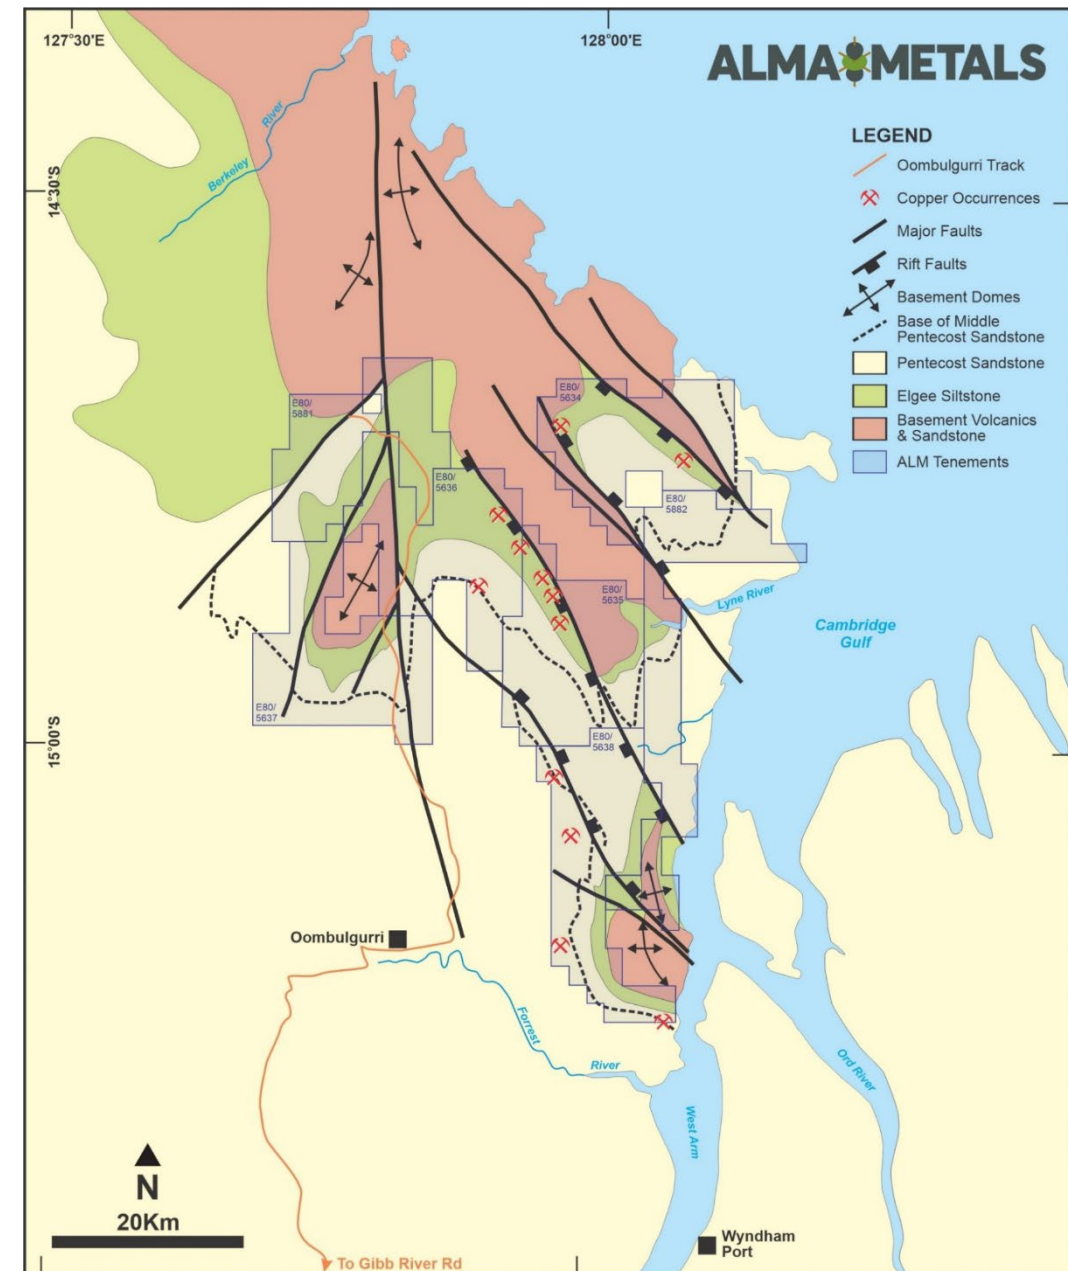 127°30'E
128°00'E
ALMA METALS
LEGEND
Oombulgurri Track
Copper Occurrences
Major Faults
Rift Faults
Basement Domes
Base of Middle
Pentecost Sandstone
Pentecost Sandstone
Elgee Siltstone
Basement Volcanics
& Sandstone
ALM Tenements
14°30'S
Berkeley River
E80/
5881
E80/
5634
E80/
5636
E80/
5882
E80/
5635
Lyne River
Cambridge
Gulf
E80/
5637
E80/
5638
15°00'S
Oombulgurri
Forrest
River
Ord River
West Arm
N
20Km
Wyndham
Port
To Gibb River Rd